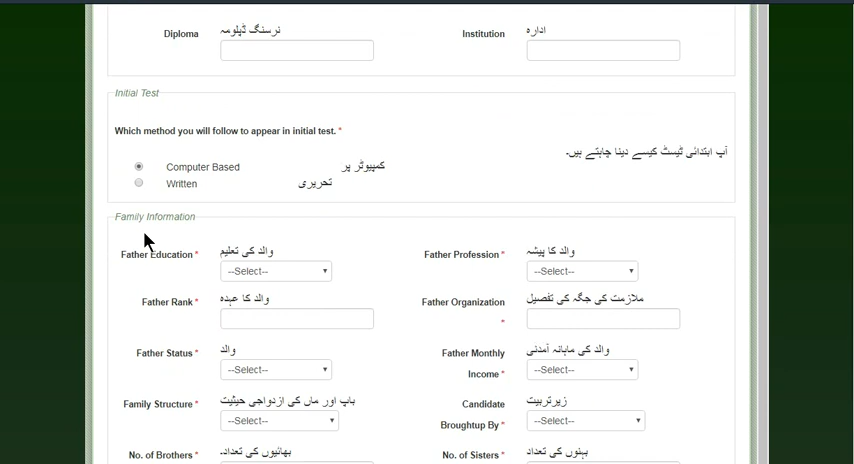 Diploma نرسنگ ڈپلومہ Institution ادارہ
Initial Test
Which method you will follow to appear in initial test. *
آپ ابتدائی ٹیسٹ کیسے دینا چاہتے ہیں۔
Computer Based کمپیوٹر پر
Written تحریری
Family Information
Father Education * والد کی تعلیم Father Profession * والد کا پیشہ
--Select-- --Select--
Father Rank * والد کا عہدہ Father Organization * ملازمت کی جگہ کی تفصیل
Father Status * والد Father Monthly Income * والد کی ماہانہ آمدنی
--Select-- --Select--
Family Structure * باپ اور ماں کی ازدواجی حیثیت Candidate Broughtup By * زیرتربیت
--Select-- --Select--
No. of Brothers * بھائیوں کی تعداد۔ No. of Sisters * بہنوں کی تعداد